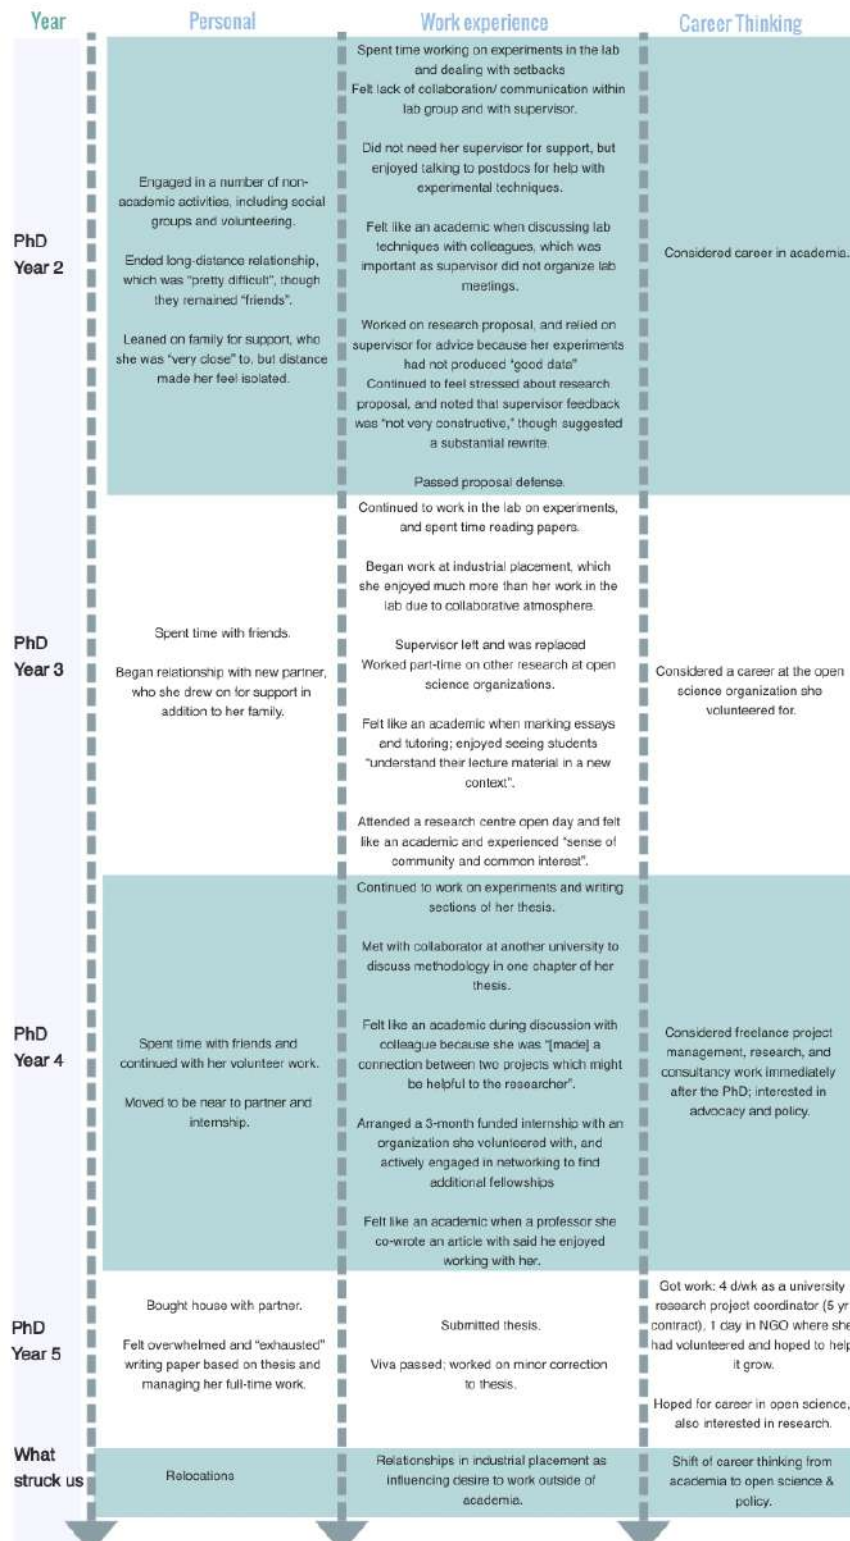 Year
Personal
Work experience
Career Thinking
PhD
Year 2
Engaged in a number of non-
academic activities, including social
groups and volunteering.
Ended long-distance relationship,
which was "pretty difficult", though
they remained "friends".
Leaned on family for support, who
she was "very close" to, but distance
made her feel isolated.
Spent time working on experiments in the lab
and dealing with setbacks
Felt lack of collaboration/ communication within
lab group and with supervisor.
Did not need her supervisor for support, but
enjoyed talking to postdocs for help with
experimental techniques.
Felt like an academic when discussing lab
techniques with colleagues, which was
important as supervisor did not organize lab
meetings.
Worked on research proposal, and relied on
supervisor for advice because her experiments
had not produced "good data"
Continued to feel stressed about research
proposal, and noted that supervisor feedback
was "not very constructive," though suggested
a substantial rewrite.
Passed proposal defense.
Considered career in academia.
PhD
Year 3
Spent time with friends.
Began relationship with new partner,
who she drew on for support in
addition to her family.
Continued to work in the lab on experiments,
and spent time reading papers.
Began work at industrial placement, which
she enjoyed much more than her work in the
lab due to collaborative atmosphere.
Supervisor left and was replaced
Worked part-time on other research at open
science organizations.
Felt like an academic when marking essays
and tutoring; enjoyed seeing students
"understand their lecture material in a new
context".
Attended a research centre open day and felt
like an academic and experienced "sense of
community and common interest".
Considered a career at the open
science organization she
volunteered for.
PhD
Year 4
Spent time with friends and
continued with her volunteer work.
Moved to be near to partner and
internship.
Continued to work on experiments and writing
sections of her thesis.
Met with collaborator at another university to
discuss methodology in one chapter of her
thesis.
Felt like an academic during discussion with
colleague because she was "[made] a
connection between two projects which might
be helpful to the researcher".
Arranged a 3-month funded internship with an
organization she volunteered with, and
actively engaged in networking to find
additional fellowships
Felt like an academic when a professor she
co-wrote an article with said he enjoyed
working with her.
Considered freelance project
management, research, and
consultancy work immediately
after the PhD; interested in
advocacy and policy.
PhD
Year 5
Bought house with partner.
Felt overwhelmed and "exhausted"
writing paper based on thesis and
managing her full-time work.
Submitted thesis.
Viva passed; worked on minor correction
to thesis.
Got work: 4 d/wk as a university
research project coordinator (5 yr
contract), 1 day in NGO where she
had volunteered and hoped to help
it grow.
Hoped for career in open science,
also interested in research.
What
struck us
Relocations
Relationships in industrial placement as
influencing desire to work outside of
academia.
Shift of career thinking from
academia to open science &
policy.